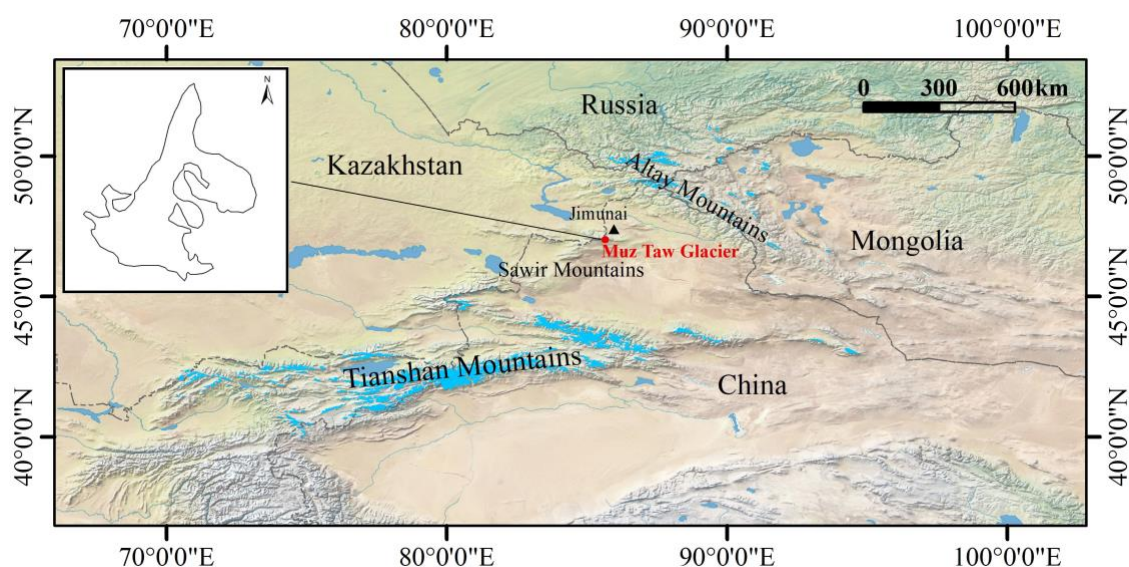 70°0'0"E 80°0'0"E 90°0'0"E 100°0'0"E
N
0 300 600km
Russia
50°0'0"N
50°0'0"N
Kazakhstan
Altay Mountains
Jimunai
Mongolia
Muz Taw Glacier
Sawir Mountains
45°0'0"N
45°0'0"N
Tianshan Mountains
China
40°0'0"N
40°0'0"N
70°0'0"E 80°0'0"E 90°0'0"E 100°0'0"E